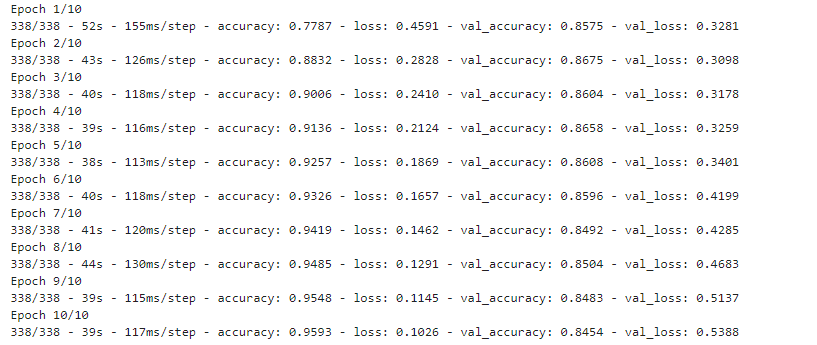 Epoch 1/10
338/338 - 52s - 155ms/step - accuracy: 0.7787 - loss: 0.4591 - val_accuracy: 0.8575 - val_loss: 0.3281
Epoch 2/10
338/338 - 43s - 126ms/step - accuracy: 0.8832 - loss: 0.2828 - val_accuracy: 0.8675 - val_loss: 0.3098
Epoch 3/10
338/338 - 40s - 118ms/step - accuracy: 0.9006 - loss: 0.2410 - val_accuracy: 0.8604 - val_loss: 0.3178
Epoch 4/10
338/338 - 39s - 116ms/step - accuracy: 0.9136 - loss: 0.2124 - val_accuracy: 0.8658 - val_loss: 0.3259
Epoch 5/10
338/338 - 38s - 113ms/step - accuracy: 0.9257 - loss: 0.1869 - val_accuracy: 0.8608 - val_loss: 0.3401
Epoch 6/10
338/338 - 40s - 118ms/step - accuracy: 0.9326 - loss: 0.1657 - val_accuracy: 0.8596 - val_loss: 0.4199
Epoch 7/10
338/338 - 41s - 120ms/step - accuracy: 0.9419 - loss: 0.1462 - val_accuracy: 0.8492 - val_loss: 0.4285
Epoch 8/10
338/338 - 44s - 130ms/step - accuracy: 0.9485 - loss: 0.1291 - val_accuracy: 0.8504 - val_loss: 0.4683
Epoch 9/10
338/338 - 39s - 115ms/step - accuracy: 0.9548 - loss: 0.1145 - val_accuracy: 0.8483 - val_loss: 0.5137
Epoch 10/10
338/338 - 39s - 117ms/step - accuracy: 0.9593 - loss: 0.1026 - val_accuracy: 0.8454 - val_loss: 0.5388